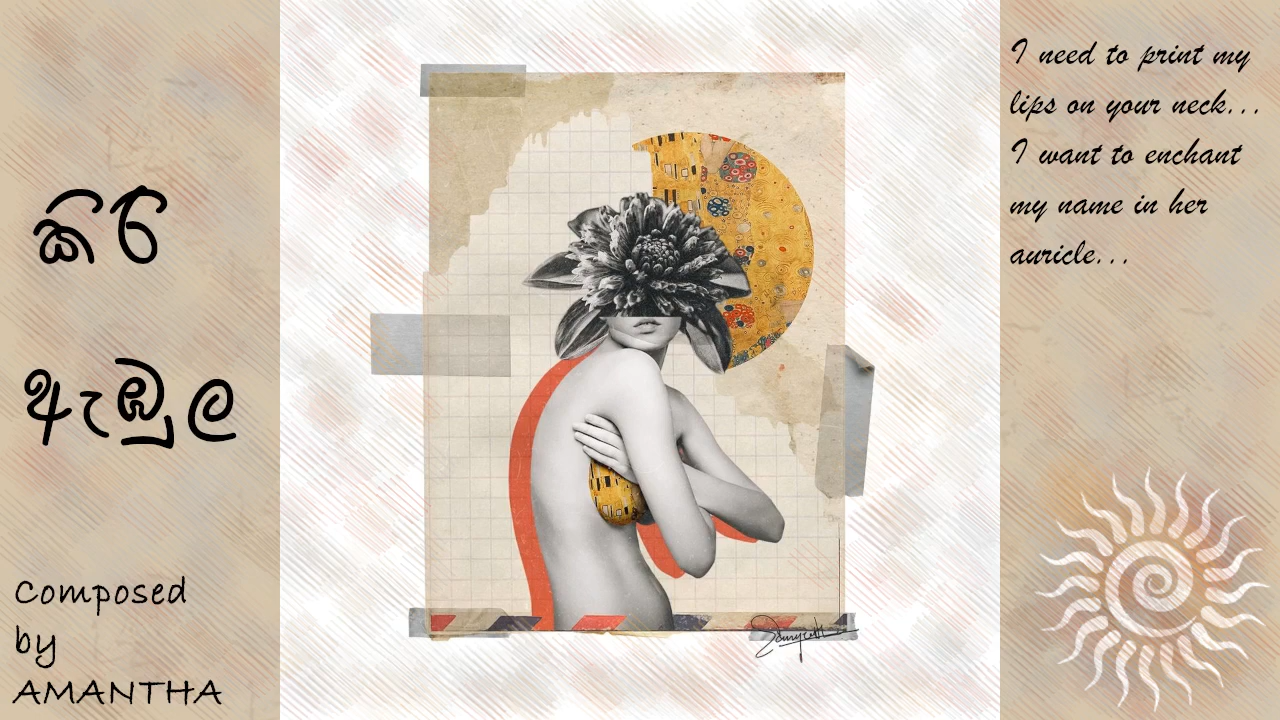 කිරි
ඇඹුල
Composed
by
AMANTHA
I need to print my
lips on your neck...
I want to enchant
my name in her
auricle...